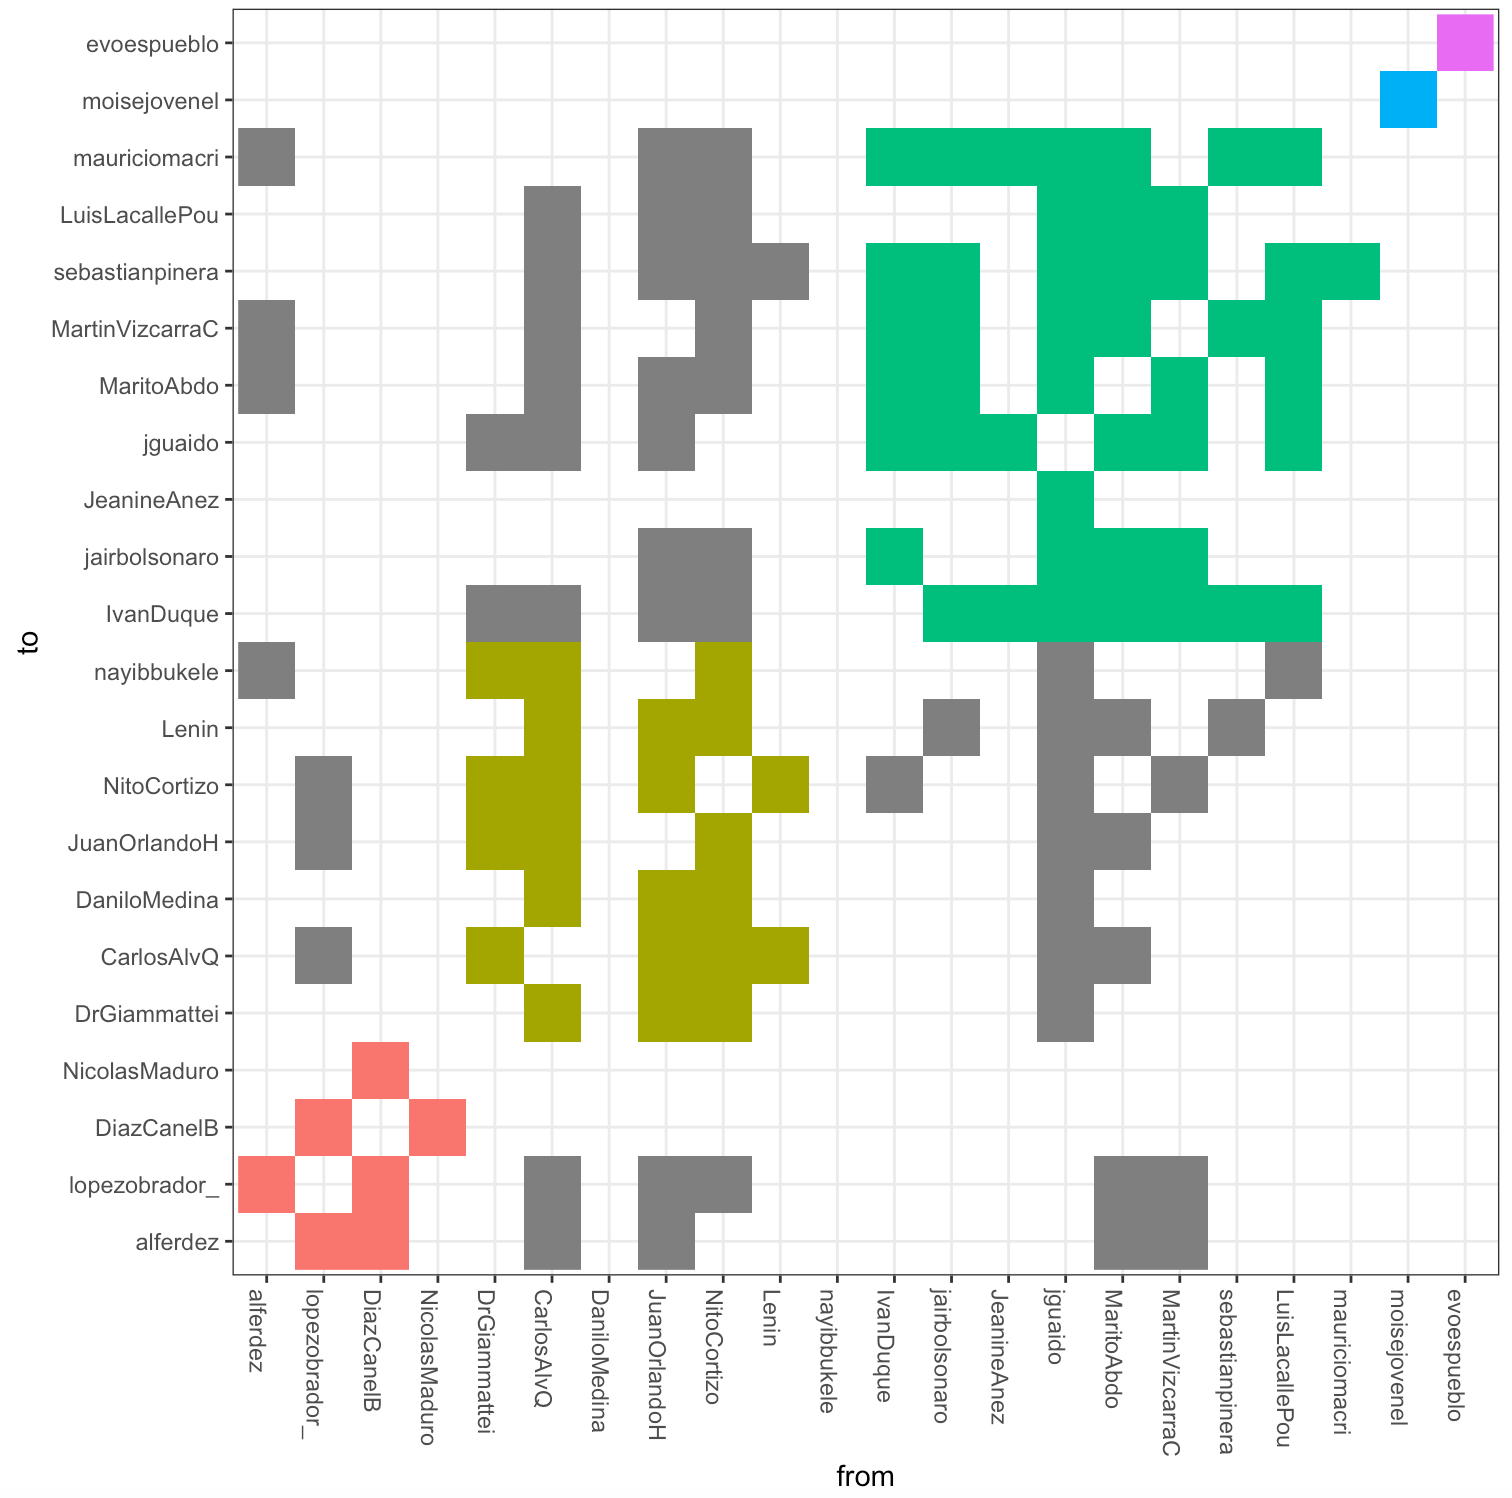 evoespueblo
moisejovenel
mauriciomacri
LuisLacallePou
sebastianpinera
MartinVizcarraC
MaritoAbdo
jguaido
JeanineAnez
jairbolsonaro
IvanDuque
nayibbukele
Lenin
NitoCortizo
JuanOrlandoH
DaniloMedina
CarlosAlvQ
DrGiammattei
NicolasMaduro
DiazCanelB
lopezobrador_
alferdez
to
alferdez
lopezobrador_
DiazCanelB
NicolasMaduro
DrGiammattei
CarlosAlvQ
DaniloMedina
JuanOrlandoH
NitoCortizo
Lenin
nayibbukele
IvanDuque
jairbolsonaro
JeanineAnez
jguaido
MaritoAbdo
MartinVizcarraC
sebastianpinera
LuisLacallePou
mauriciomacri
moisejovenel
evoespueblo
from